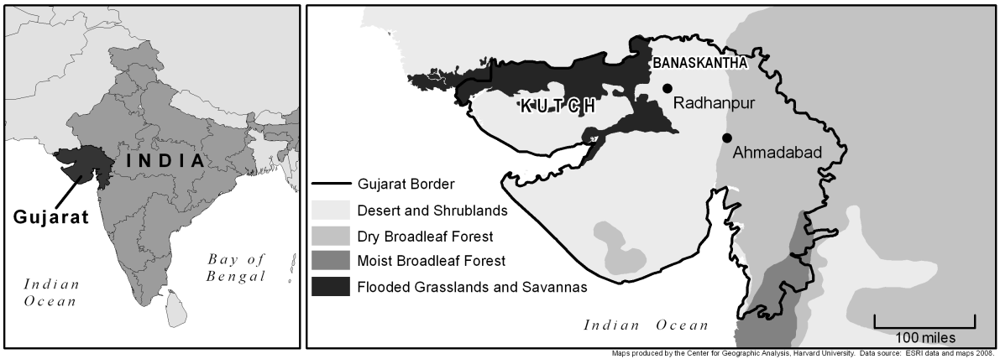 INDIA
Gujarat
Bay of
Bengal
Indian
Ocean
BANASKANTHA
Radhanpur
KUTCH
Ahmadabad
Gujarat Border
Desert and Shrublands
Dry Broadleaf Forest
Moist Broadleaf Forest
Flooded Grasslands and Savannas
Indian Ocean
100 miles
Maps produced by the Center for Geographic Analysis, Harvard University. Data source: ESRI data and maps 2008.